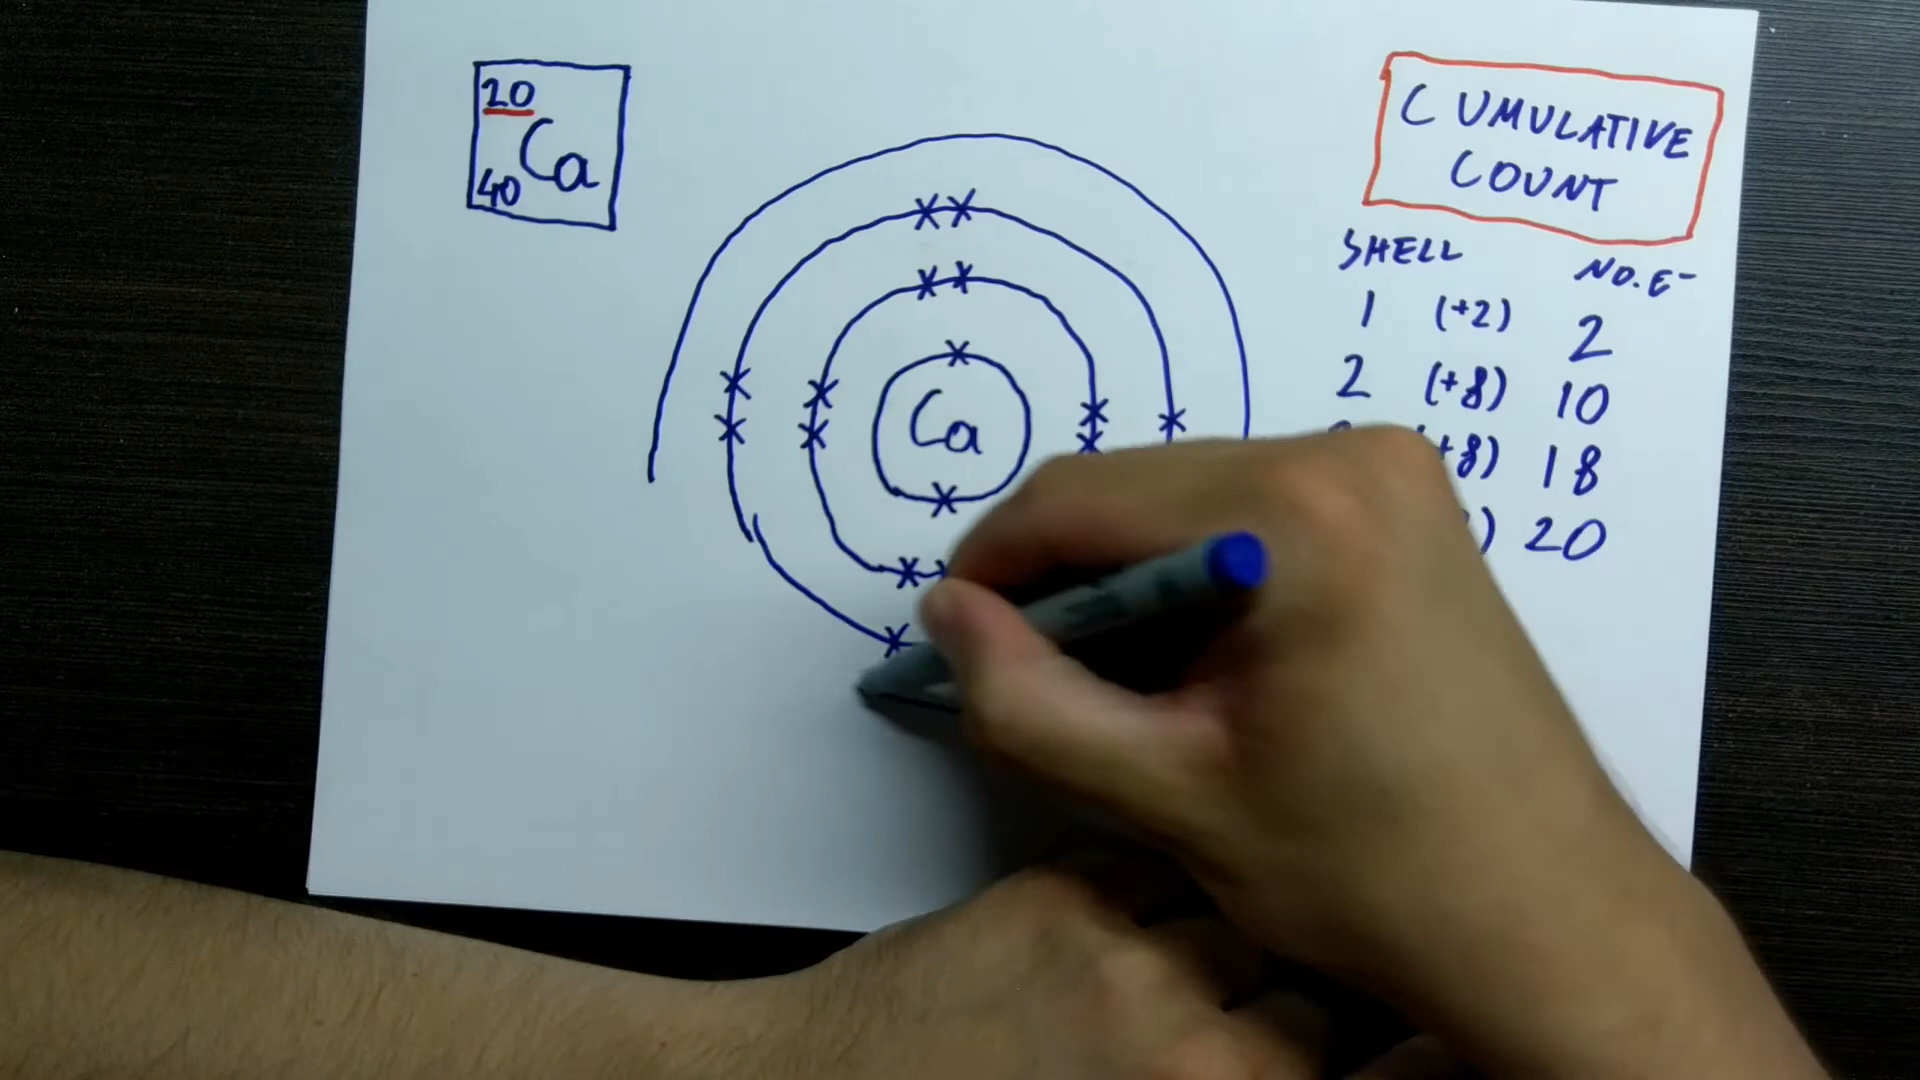 20
Ca
40
Ca
CUMULATIVE
COUNT
SHELL NO. E-
1 (+2) 2
2 (+8) 10
+8) 18
) 20